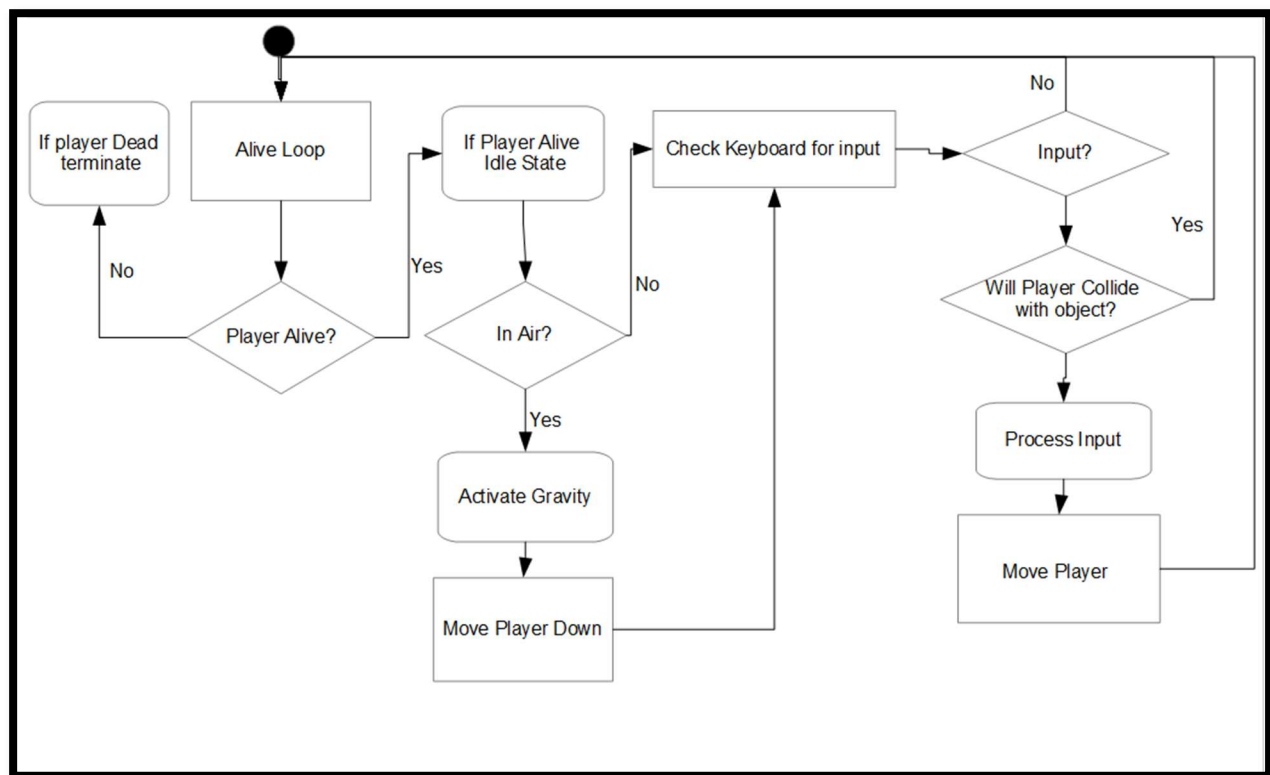 No
If player Dead
terminate
Alive Loop
If Player Alive
Idle State
Check Keyboard for input
Input?
Yes
No
Yes
No
Will Player Collide
with object?
Player Alive?
In Air?
Yes
Process Input
Activate Gravity
Move Player
Move Player Down